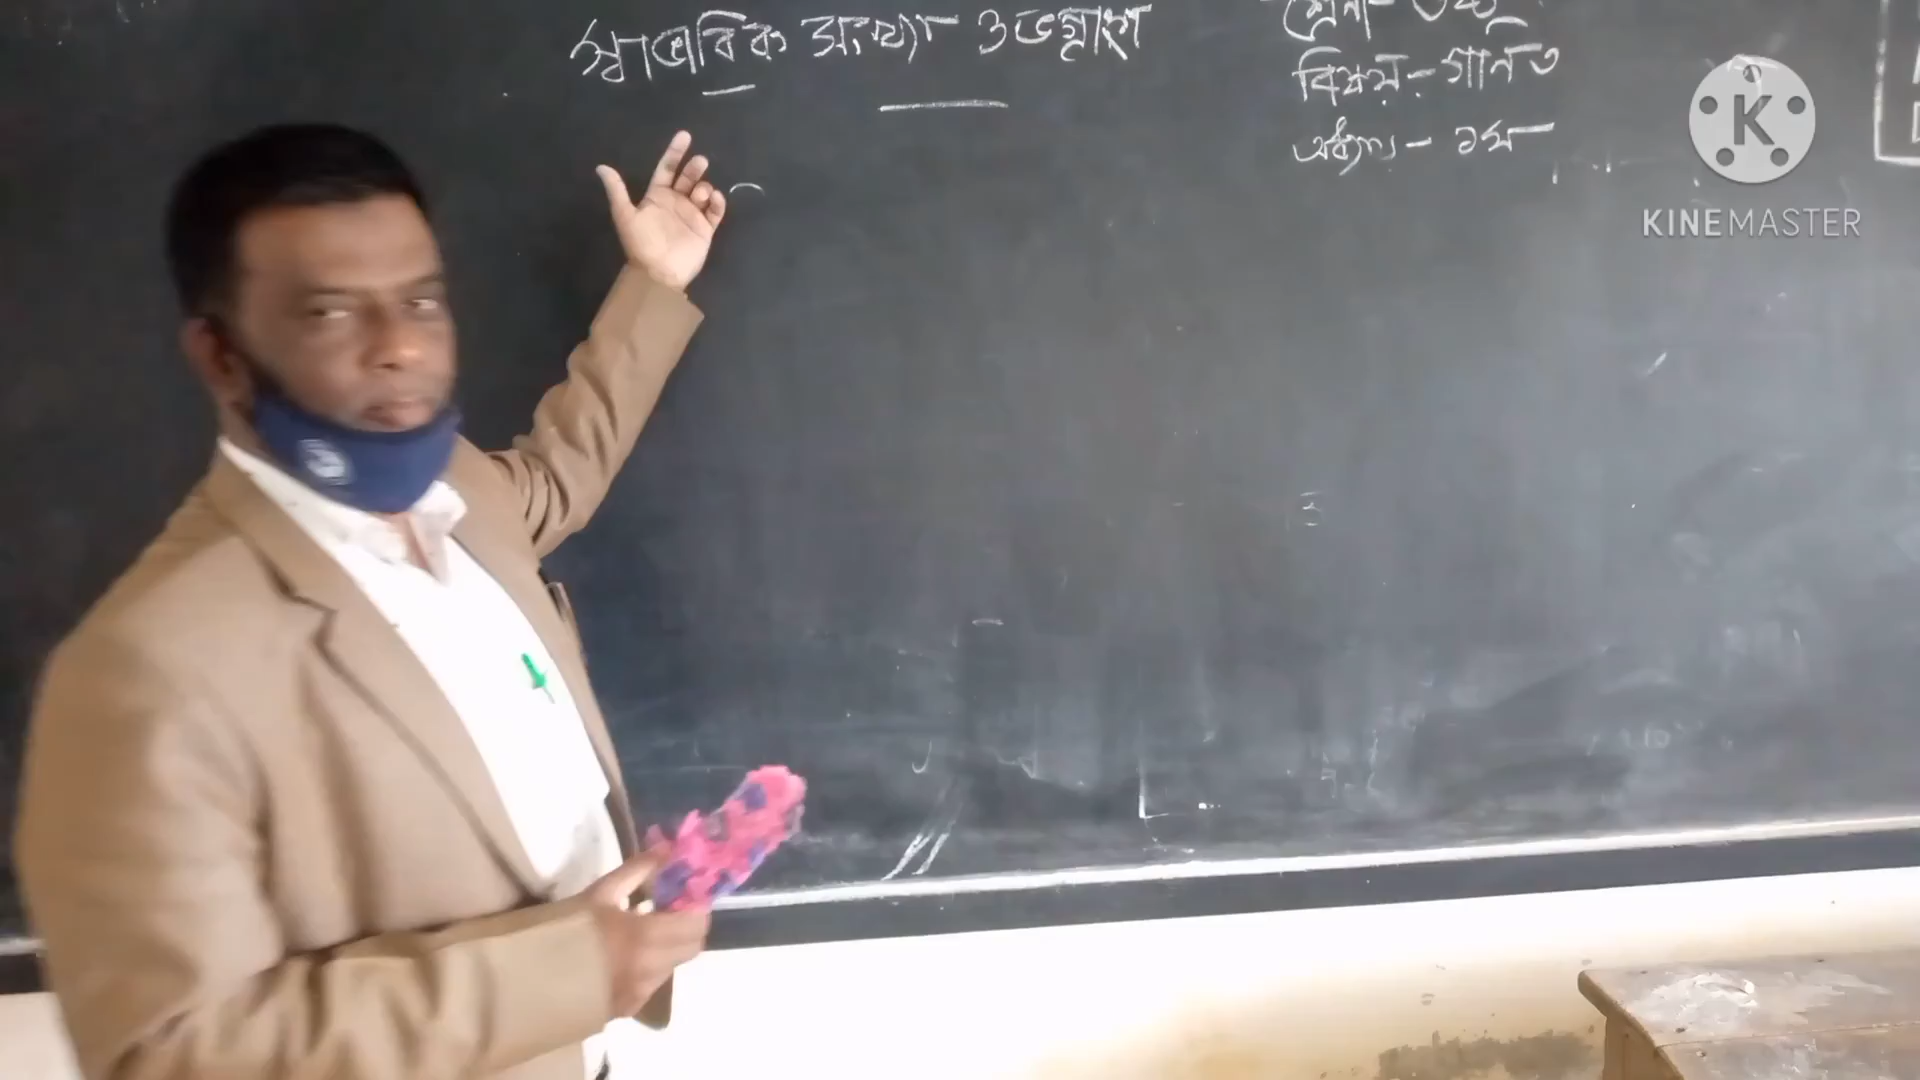 স্বাভাবিক সংখ্যা ও ভগ্নাংশ
শ্রেণী - ৬ষ্ঠ
বিষয় - গণিত
অধ্যায় - ১ম
KINEMASTER